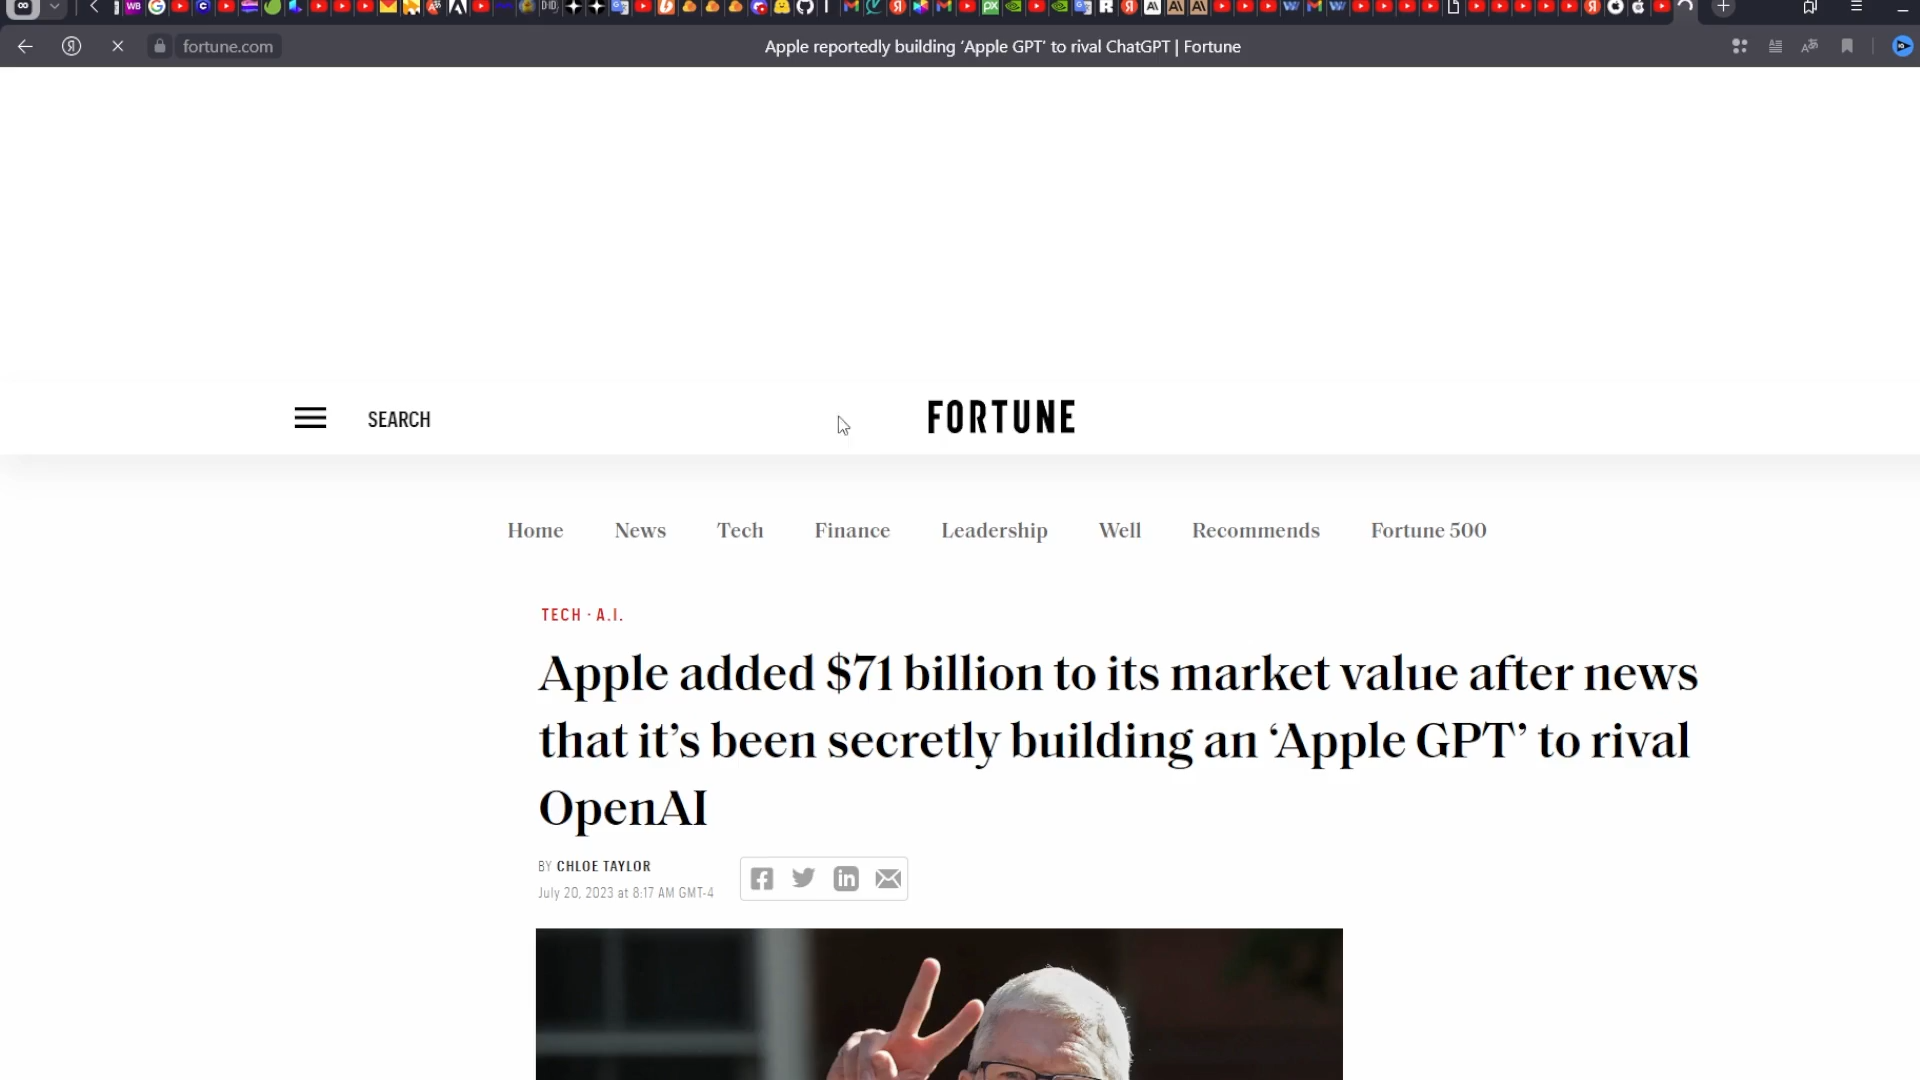 fortune.com
Apple reportedly building ‘Apple GPT’ to rival ChatGPT | Fortune
SEARCH
FORTUNE
Home News Tech Finance Leadership Well Recommends Fortune 500
TECH · A.I.
Apple added $71 billion to its market value after news
that it’s been secretly building an ‘Apple GPT’ to rival
OpenAI
BY CHLOE TAYLOR
July 20, 2023 at 8:17 AM GMT-4